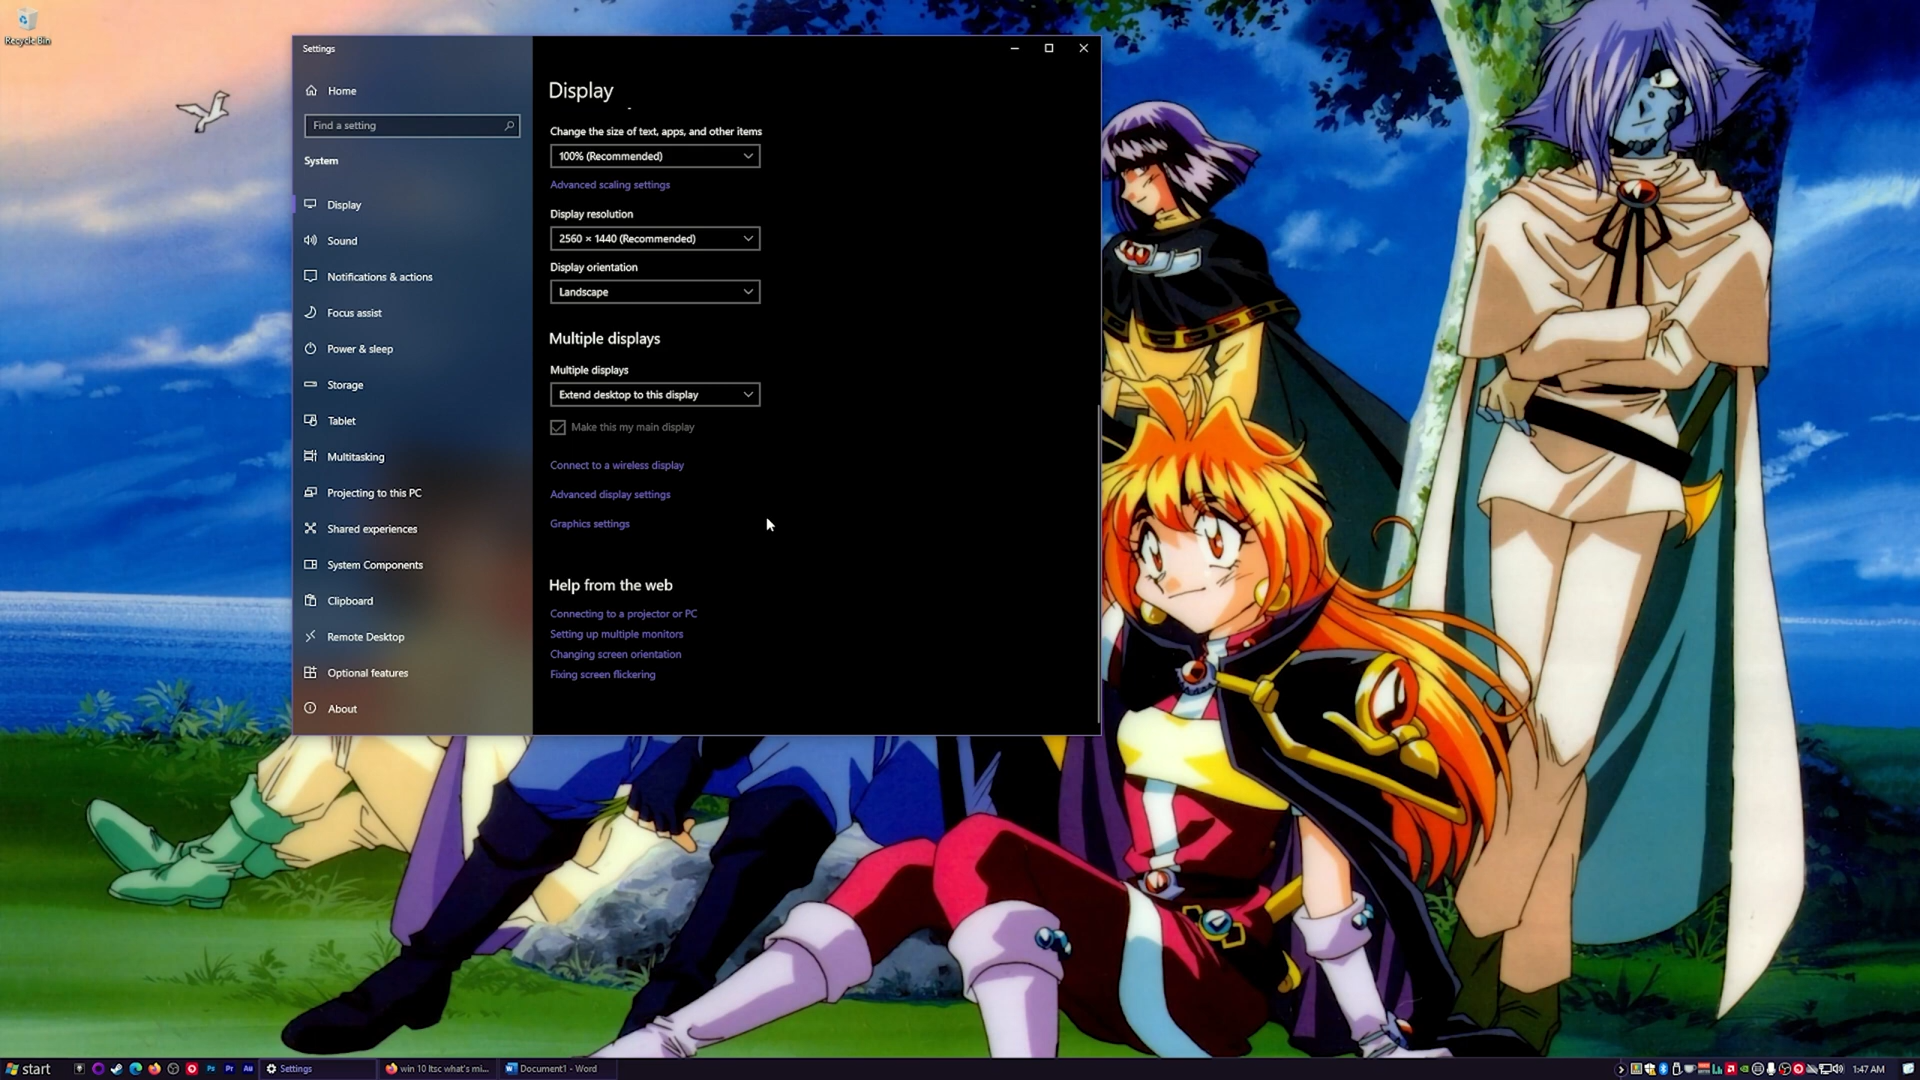 Recycle Bin
Settings
Home
Find a setting
System
Display
Sound
Notifications & actions
Focus assist
Power & sleep
Storage
Tablet
Multitasking
Projecting to this PC
Shared experiences
System Components
Clipboard
Remote Desktop
Optional features
About
Display
Change the size of text, apps, and other items
100% (Recommended)
Advanced scaling settings
Display resolution
2560 × 1440 (Recommended)
Display orientation
Landscape
Multiple displays
Multiple displays
Extend desktop to this display
Make this my main display
Connect to a wireless display
Advanced display settings
Graphics settings
Help from the web
Connecting to a projector or PC
Setting up multiple monitors
Changing screen orientation
Fixing screen flickering
start
Ps
Pr
Au
Settings
win 10 ltsc what's mi...
Document1 - Word
1:47 AM